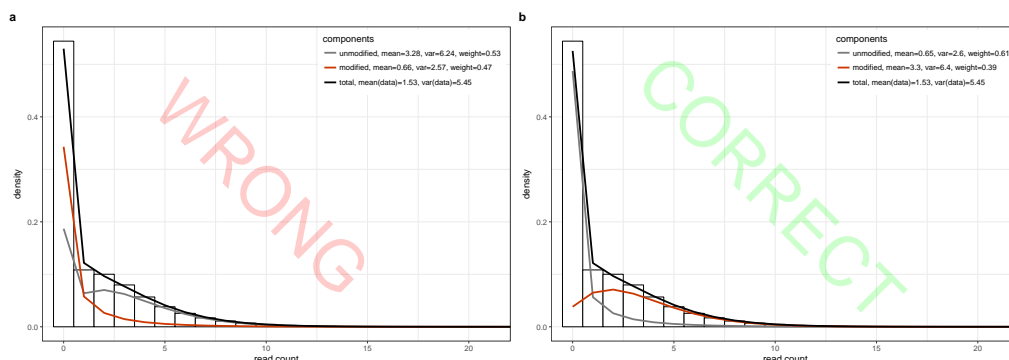 a
components
unmodified, mean=3.28, var=6.24, weight=0.53
modified, mean=0.66, var=2.57, weight=0.47
total, mean(data)=1.53, var(data)=5.45
WRONG
density
0.4
0.2
0.0
0
5
10
15
20
read count
b
components
unmodified, mean=0.65, var=2.6, weight=0.61
modified, mean=3.3, var=6.4, weight=0.39
total, mean(data)=1.53, var(data)=5.45
CORRECT
density
0.4
0.2
0.0
0
5
10
15
20
read count